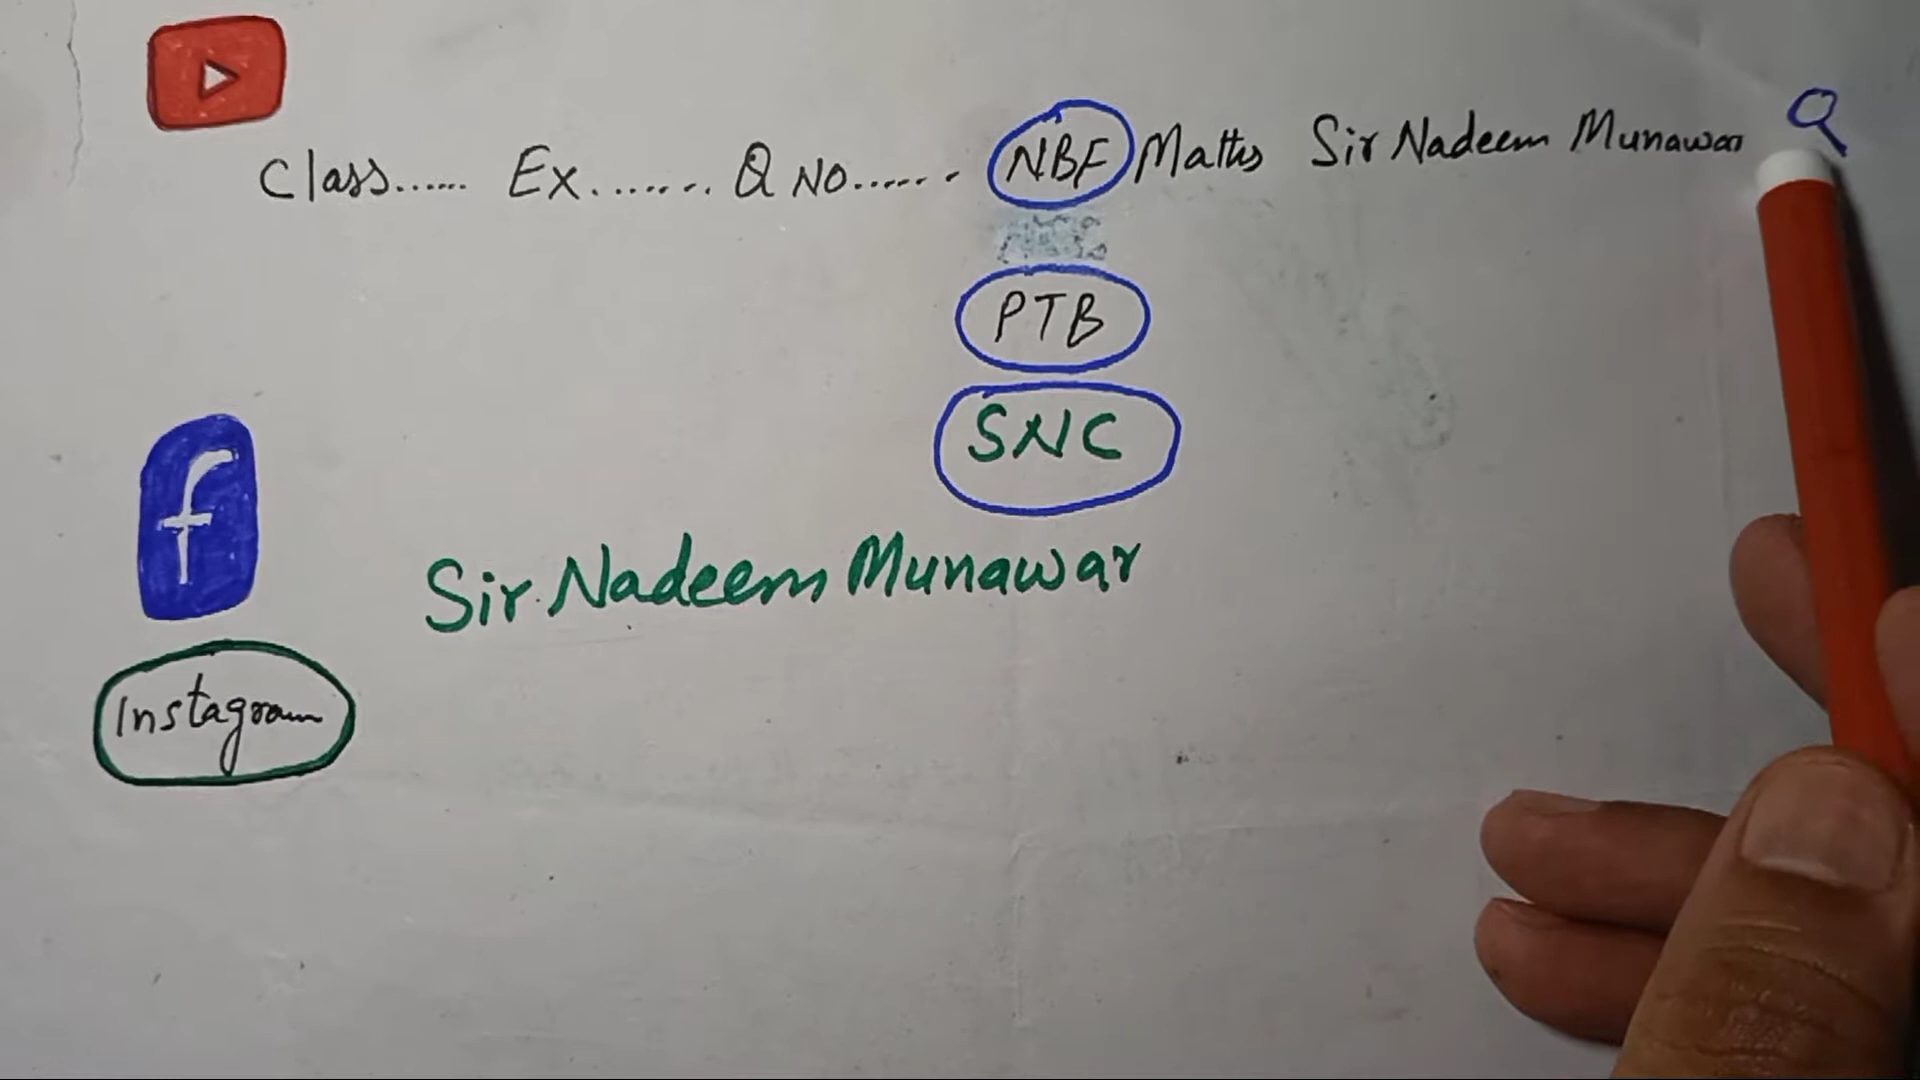 Class...... Ex........ Q No...... NBF Maths Sir Nadeem Munawar
PTB
SNC
f
Sir Nadeem Munawar
Instagram